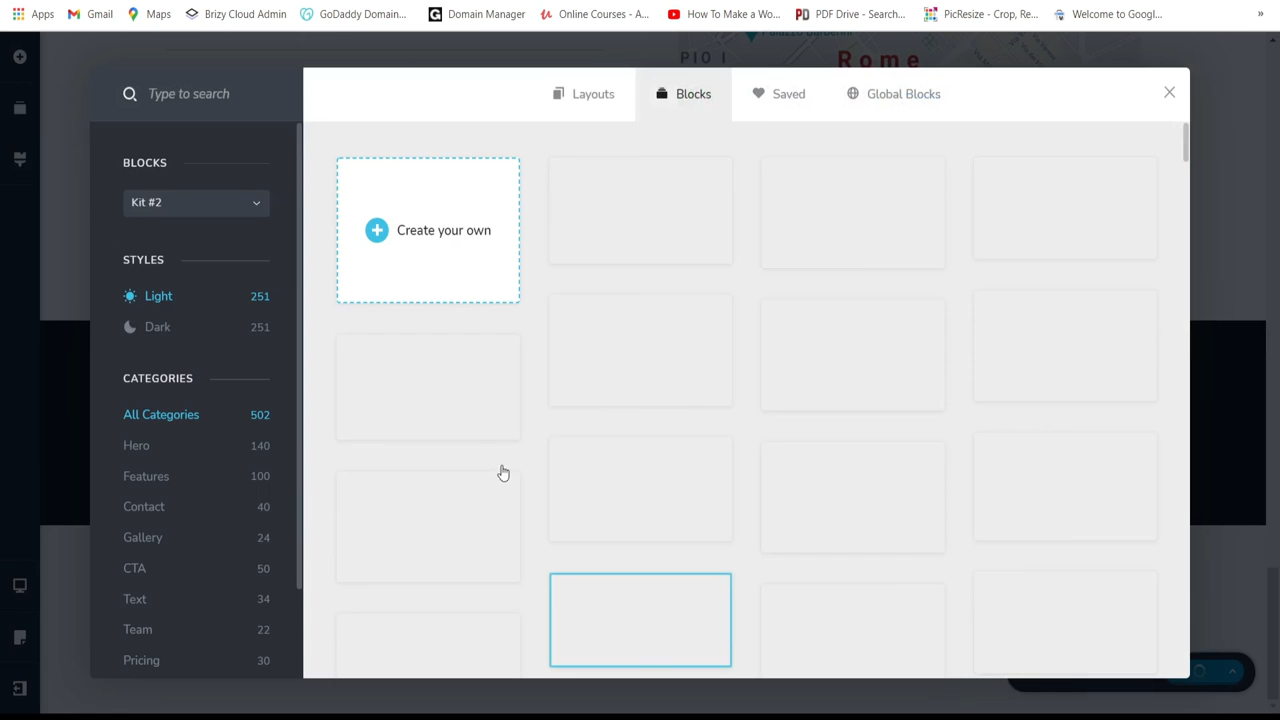 Apps Gmail Maps Brizy Cloud Admin GoDaddy Domain... Domain Manager Online Courses - A... How To Make a Wo... PDF Drive - Search... PicResize - Crop, Re... Welcome to Googl... »
PIO I
Rome
Type to search
Layouts
Blocks
Saved
Global Blocks
BLOCKS
Kit #2
STYLES
Light 251
Dark 251
CATEGORIES
All Categories 502
Hero 140
Features 100
Contact 40
Gallery 24
CTA 50
Text 34
Team 22
Pricing 30
Create your own